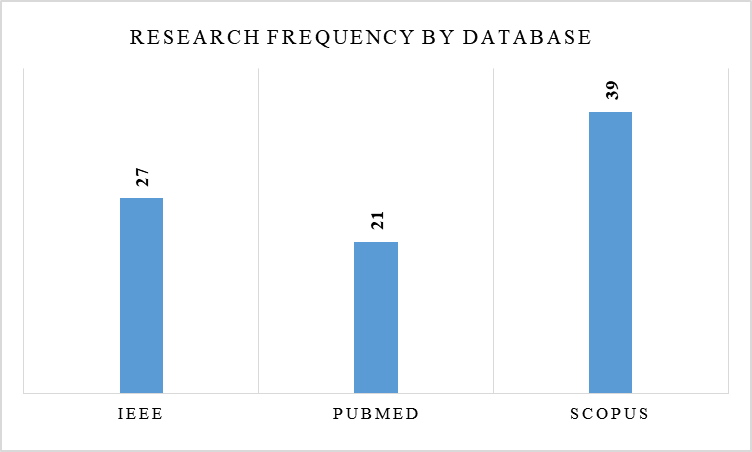 RESEARCH FREQUENCY BY DATABASE
27
21
39
IEEE
PUBMED
SCOPUS